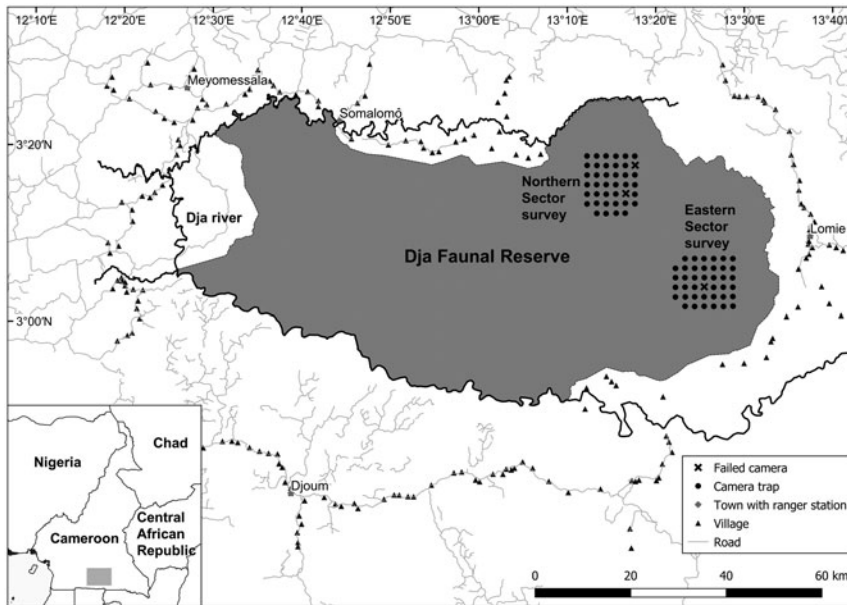 12°10'E 12°20' 12°30' 12°40' 12°50' 13°00' 13°10' 13°20' 13°30' 13°40'
Meyomessala
Somalomó
3°20'N
Northern
Sector
survey
Dja river
Eastern
Sector
survey
Lomie
Dja Faunal Reserve
3°00'N
Chad
Nigeria
Djoum
Central
African
Republic
Cameroon
Failed camera
Camera trap
Town with ranger station
Village
Road
0 20 40 60 km